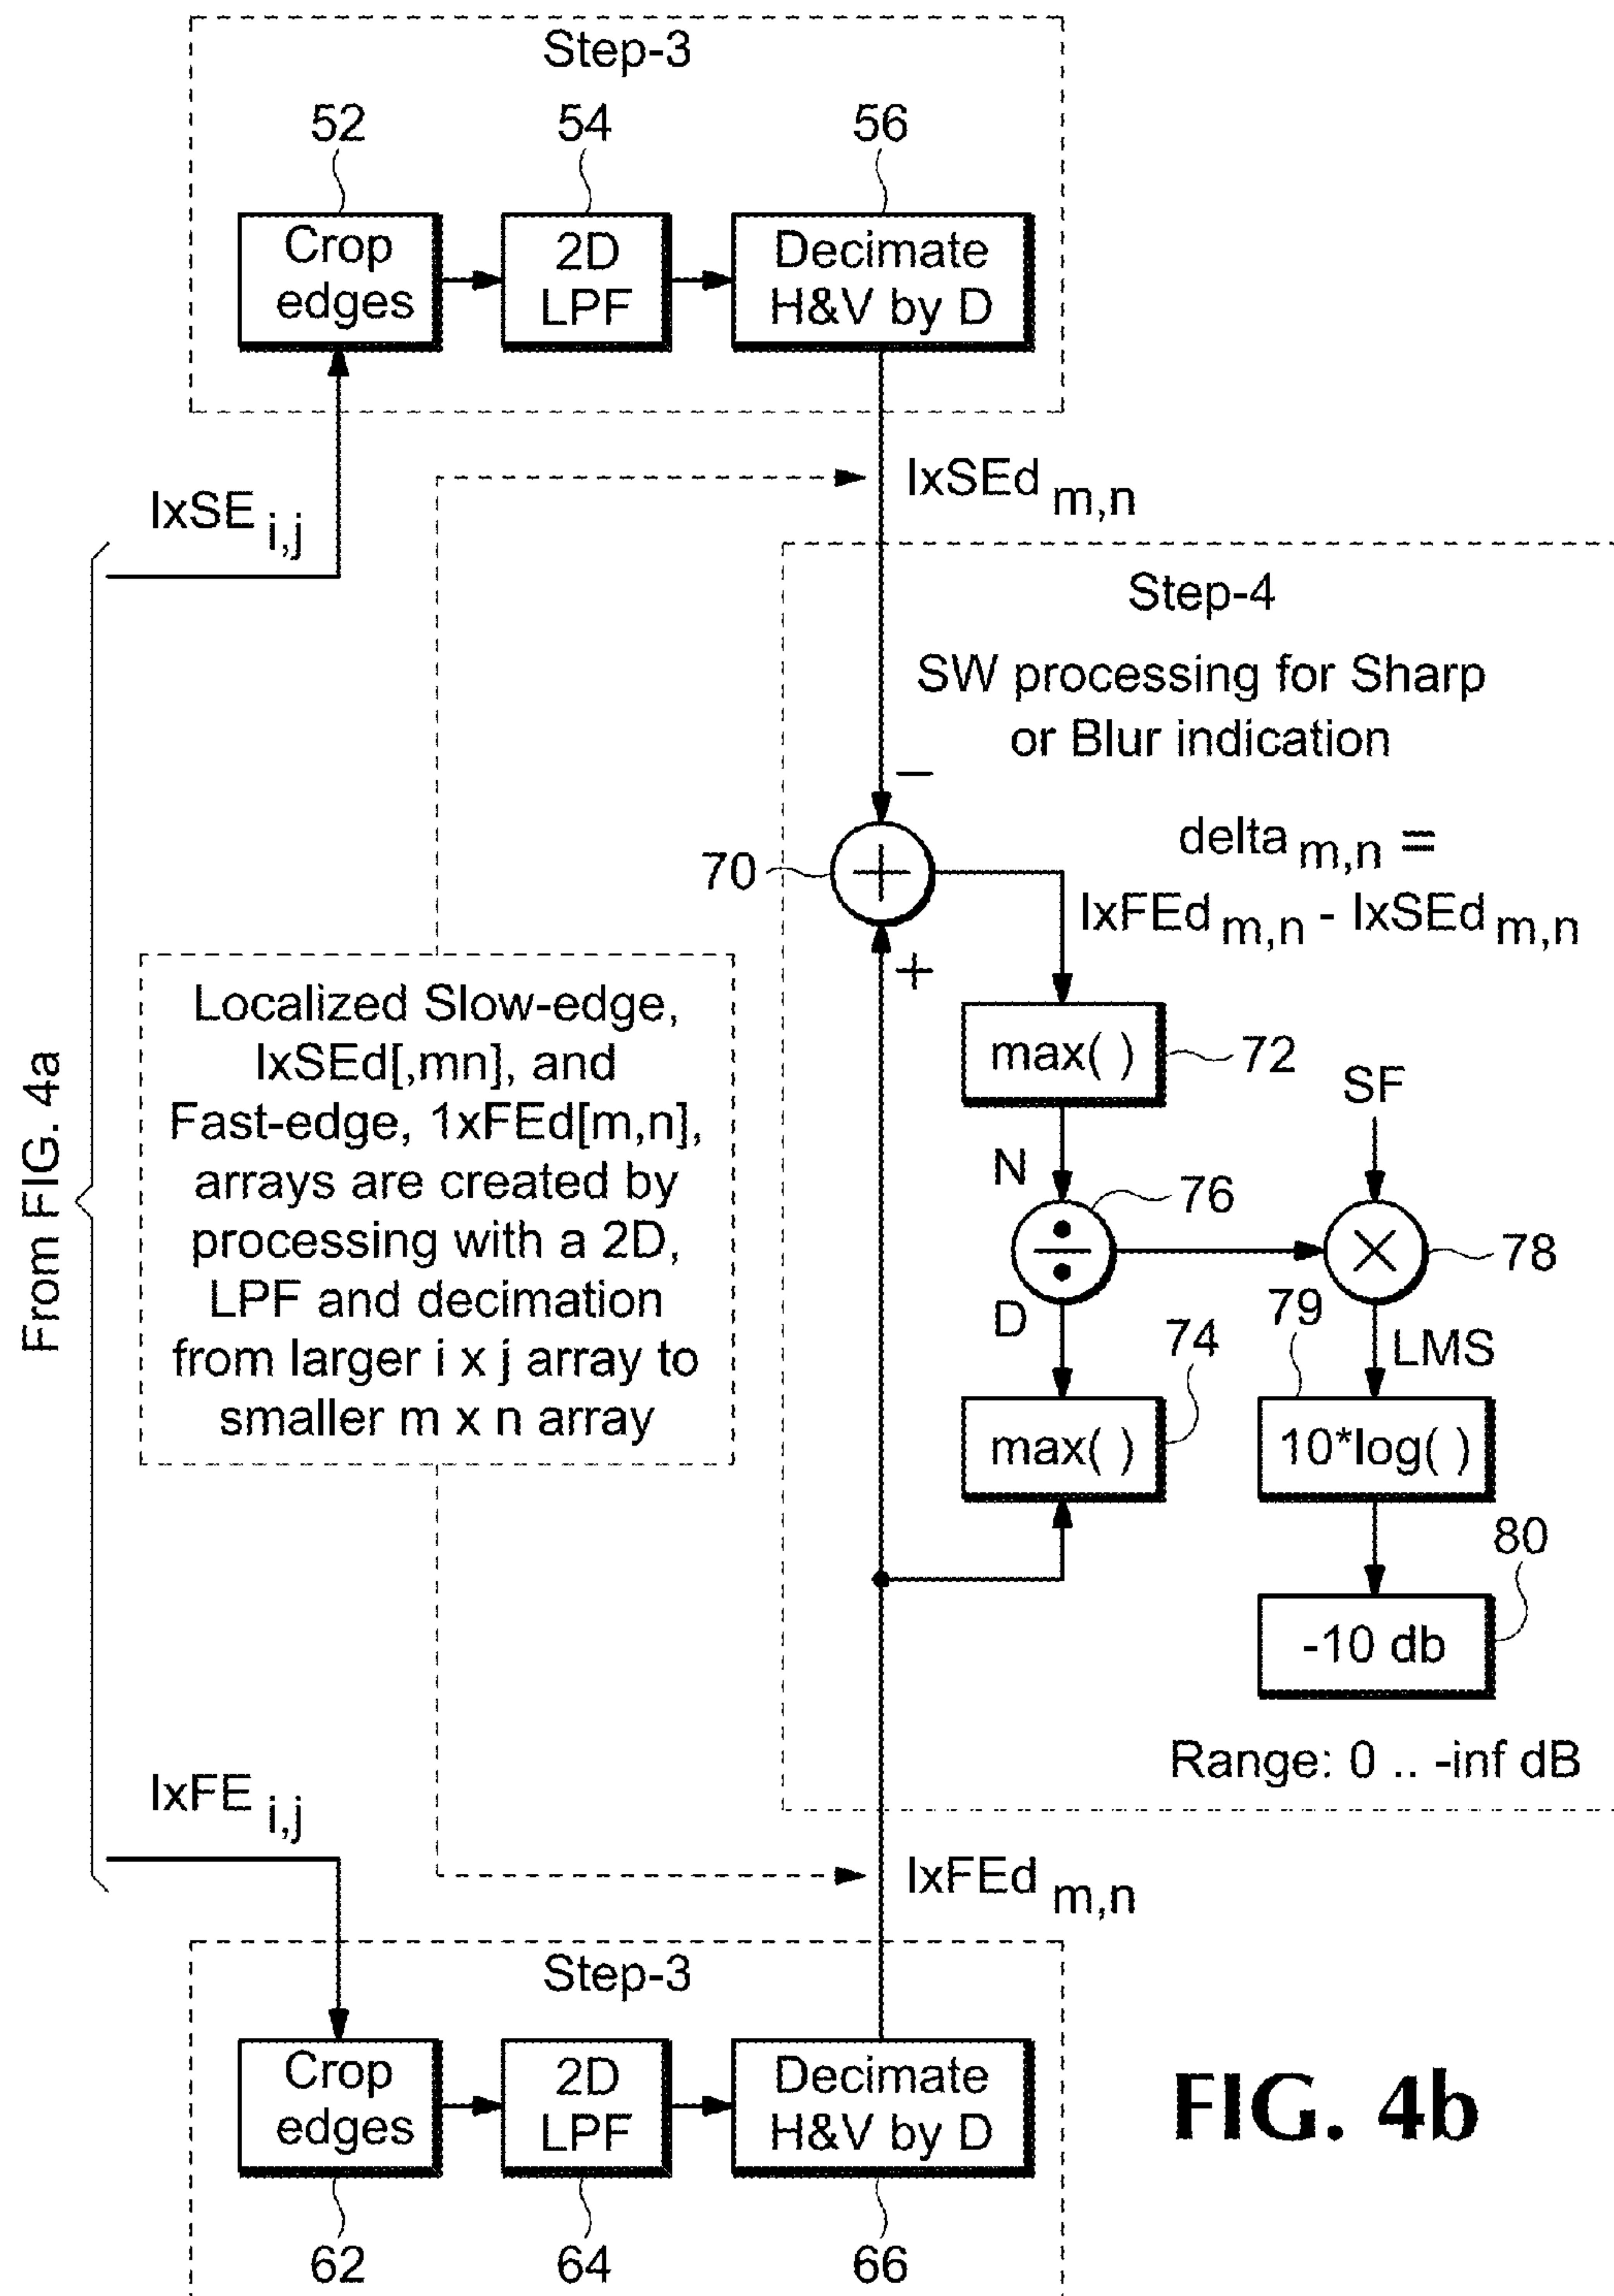 Step-3
52
54
56
Crop
edges
2D
LPF
Decimate
H&V by D
IxSE i,j
IxSEd m,n
From FIG. 4a
Step-4
SW processing for Sharp
or Blur indication
−
70
+
delta m,n =
IxFEd m,n - IxSEd m,n
+
Localized Slow-edge,
IxSEd[,mn], and
Fast-edge, 1xFEd[m,n],
arrays are created by
processing with a 2D,
LPF and decimation
from larger i x j array to
smaller m x n array
max( )
72
SF
N
÷
76
×
78
D
79
LMS
74
max( )
10*log( )
80
-10 db
Range: 0 .. -inf dB
IxFE i,j
IxFEd m,n
Step-3
Crop
edges
2D
LPF
Decimate
H&V by D
62
64
66
FIG. 4b